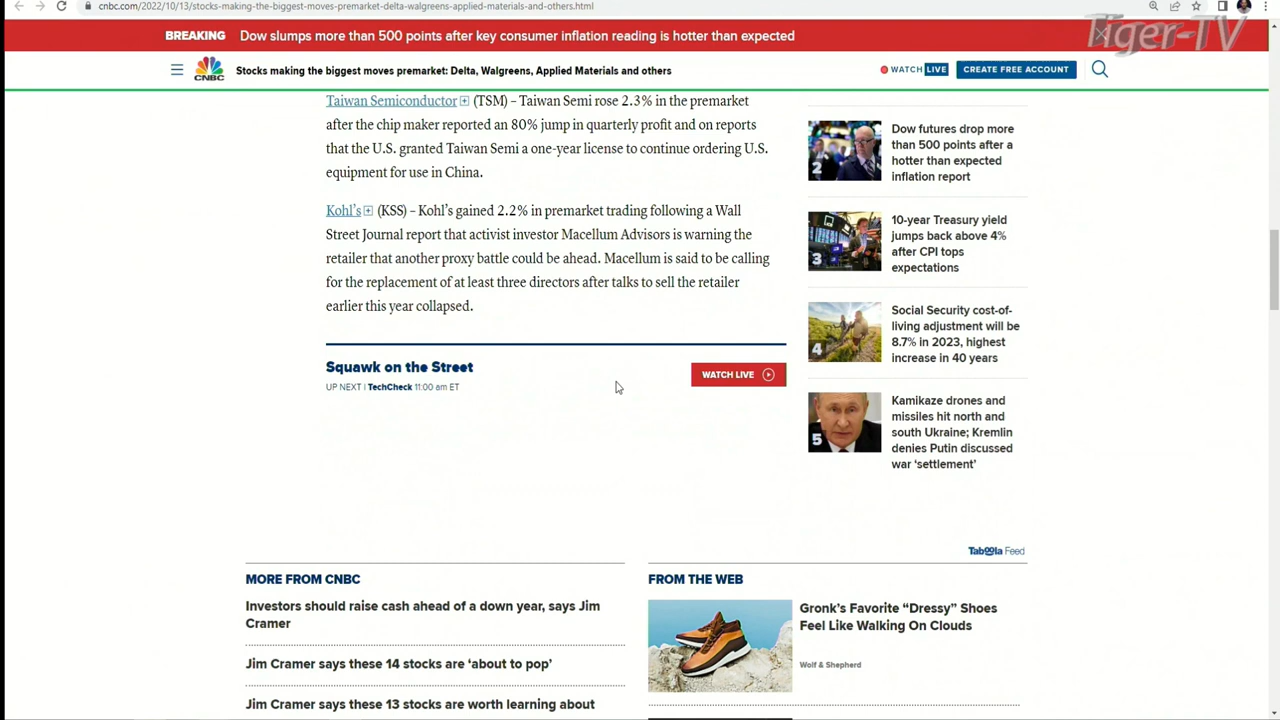 cnbc.com/2022/10/13/stocks-making-the-biggest-moves-premarket-delta-walgreens-applied-materials-and-others.html
Tiger-TV
BREAKING Dow slumps more than 500 points after key consumer inflation reading is hotter than expected
CNBC
Stocks making the biggest moves premarket: Delta, Walgreens, Applied Materials and others
WATCH LIVE
CREATE FREE ACCOUNT
Taiwan Semiconductor (TSM) – Taiwan Semi rose 2.3% in the premarket
after the chip maker reported an 80% jump in quarterly profit and on reports
that the U.S. granted Taiwan Semi a one-year license to continue ordering U.S.
equipment for use in China.
Kohl’s (KSS) – Kohl’s gained 2.2% in premarket trading following a Wall
Street Journal report that activist investor Macellum Advisors is warning the
retailer that another proxy battle could be ahead. Macellum is said to be calling
for the replacement of at least three directors after talks to sell the retailer
earlier this year collapsed.
Squawk on the Street
UP NEXT | TechCheck 11:00 am ET
WATCH LIVE
2
Dow futures drop more
than 500 points after a
hotter than expected
inflation report
3
10-year Treasury yield
jumps back above 4%
after CPI tops
expectations
4
Social Security cost-of-
living adjustment will be
8.7% in 2023, highest
increase in 40 years
5
Kamikaze drones and
missiles hit north and
south Ukraine; Kremlin
denies Putin discussed
war ‘settlement’
Taboola Feed
MORE FROM CNBC
Investors should raise cash ahead of a down year, says Jim
Cramer
Jim Cramer says these 14 stocks are ‘about to pop’
Jim Cramer says these 13 stocks are worth learning about
FROM THE WEB
Gronk’s Favorite “Dressy” Shoes
Feel Like Walking On Clouds
Wolf & Shepherd